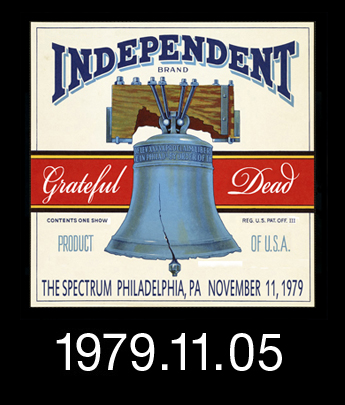 INDEPENDENT
BRAND
Grateful Dead
CONTENTS ONE SHOW REG. U.S. PAT. OFF. III
PRODUCT OF U.S.A.
THE SPECTRUM PHILADELPHIA, PA NOVEMBER 11, 1979
1979.11.05